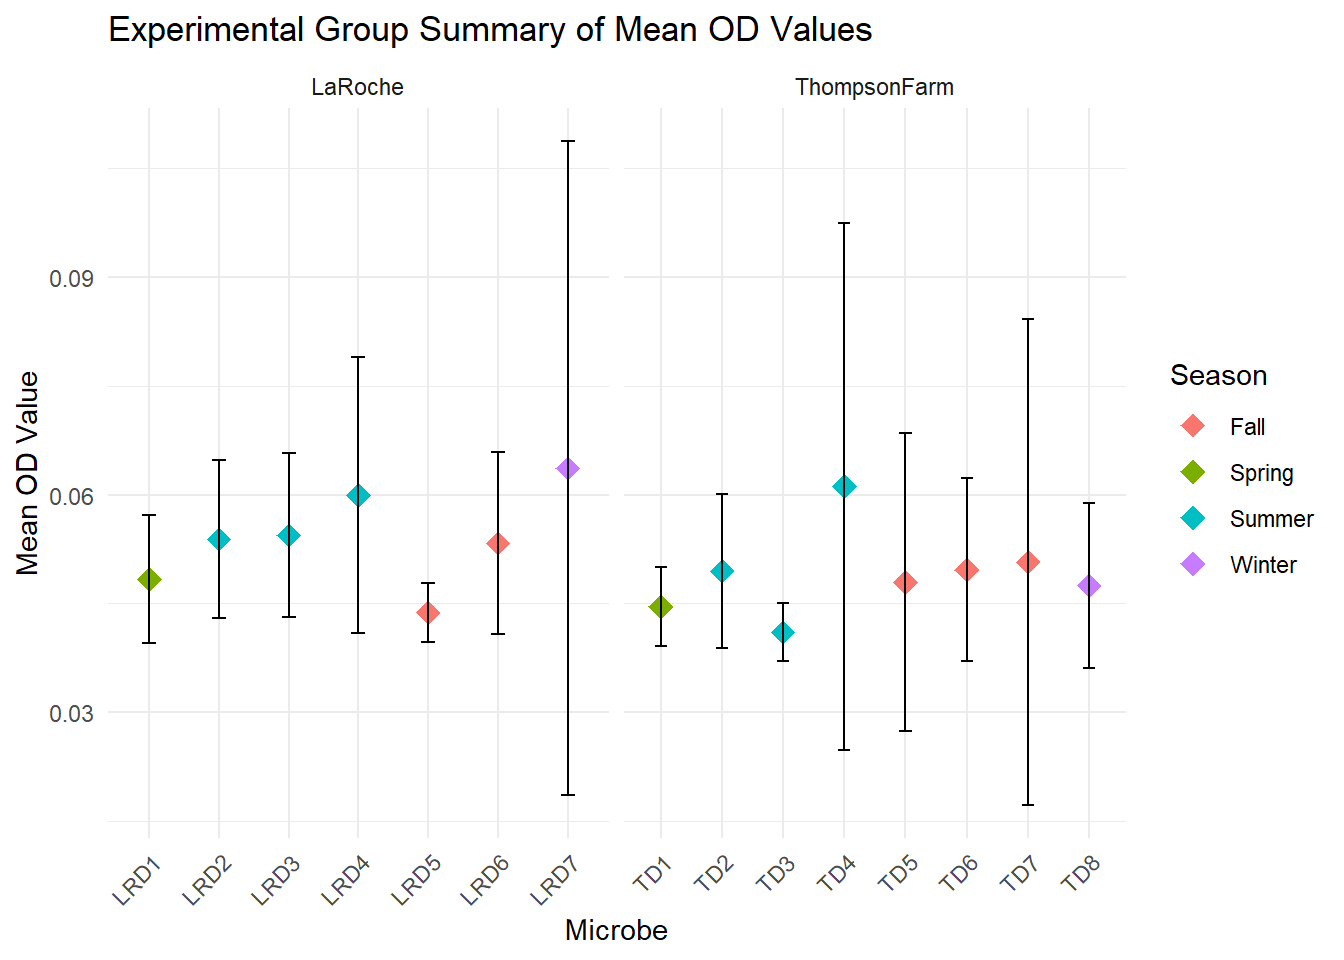 Experimental Group Summary of Mean OD Values
LaRoche
ThompsonFarm
Mean OD Value
0.09
0.06
0.03
LRD1
LRD2
LRD3
LRD4
LRD5
LRD6
LRD7
TD1
TD2
TD3
TD4
TD5
TD6
TD7
TD8
Microbe
Season
Fall
Spring
Summer
Winter